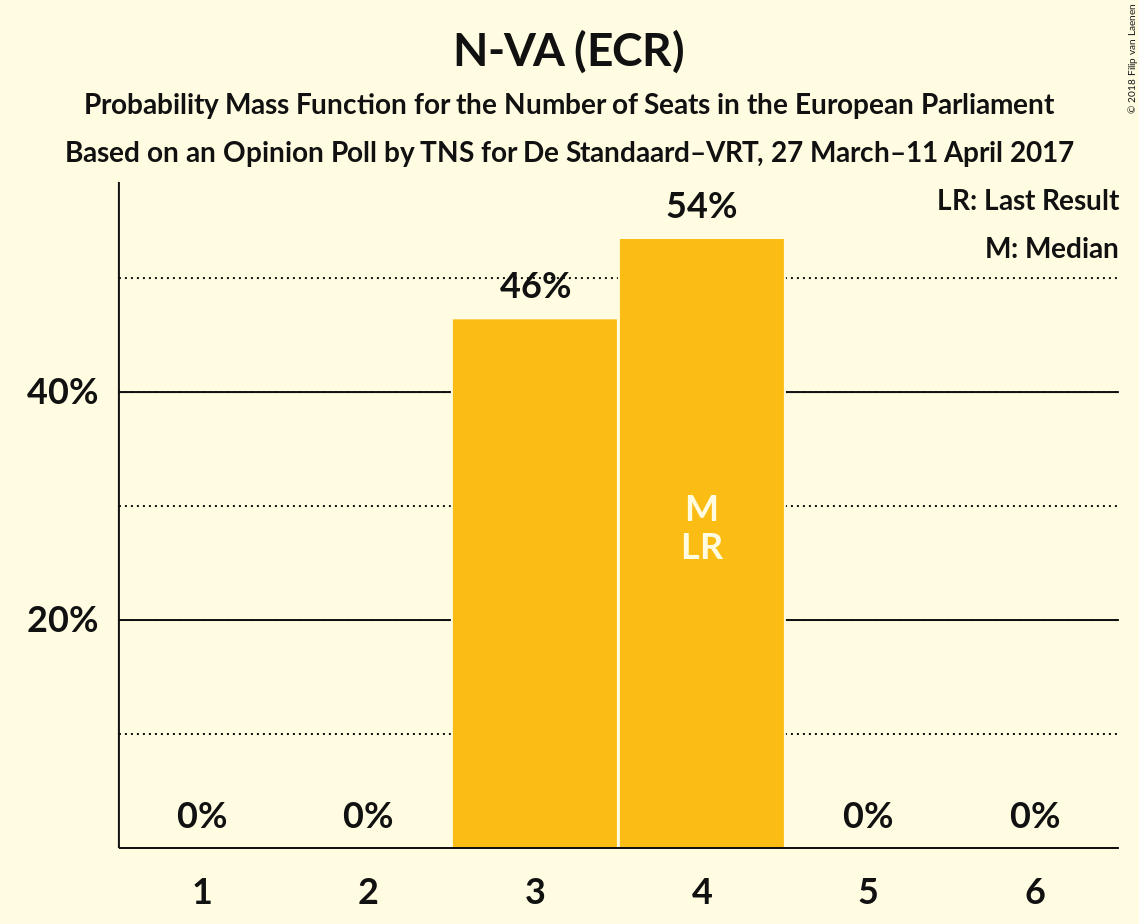 N-VA (ECR)
Probability Mass Function for the Number of Seats in the European Parliament
Based on an Opinion Poll by TNS for De Standaard–VRT, 27 March–11 April 2017
© 2018 Filip van Laenen
LR: Last Result
M: Median
54%
46%
40%
M
LR
20%
0% 0% 0% 0%
1 2 3 4 5 6